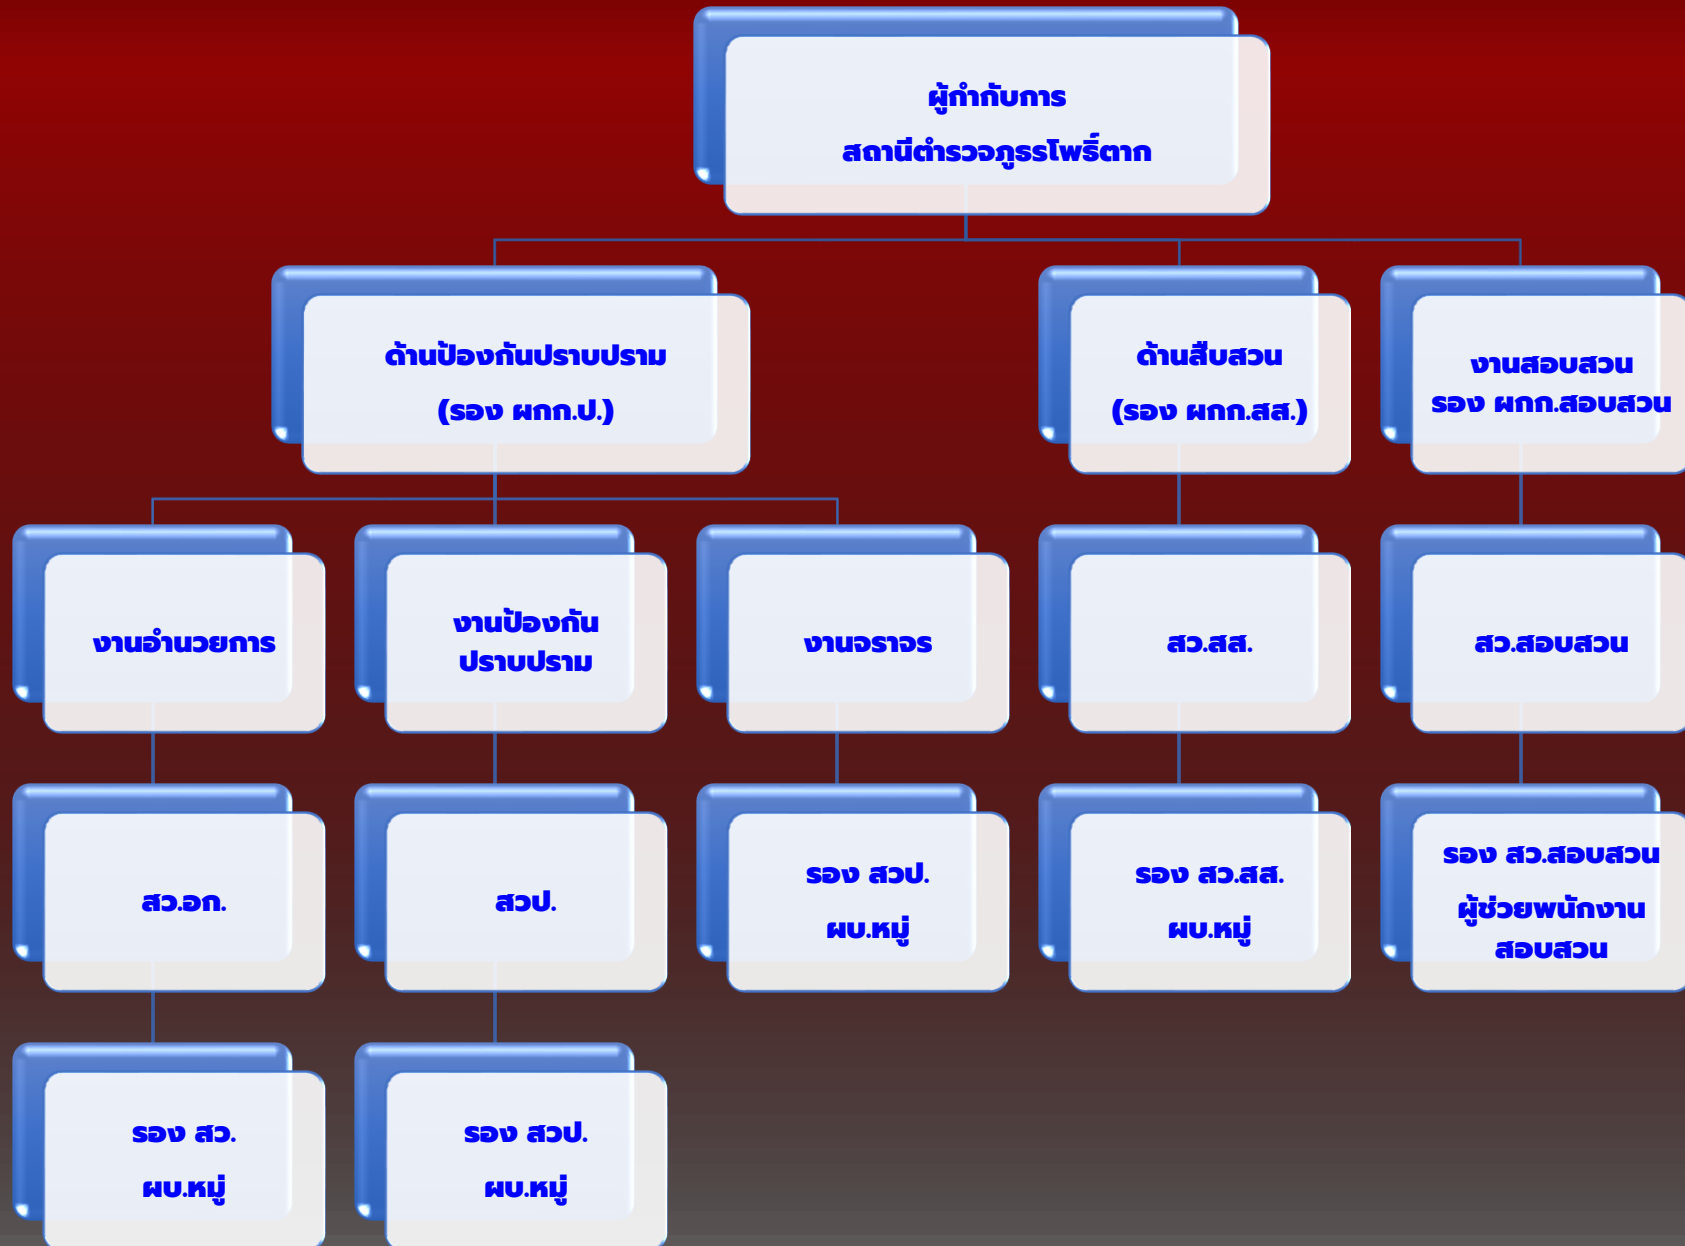 ผู้กำกับการ
สถานีตำรวจภูธรโพธิ์ตาก
ด้านป้องกันปราบปราม
(รอง ผกก.ป.)
ด้านสืบสวน
(รอง ผกก.สส.)
งานสอบสวน
รอง ผกก.สอบสวน
งานอำนวยการ
งานป้องกัน
ปราบปราม
งานจราจร
สว.สส.
สว.สอบสวน
สว.อก.
สวป.
รอง สวป.
ผบ.หมู่
รอง สว.สส.
ผบ.หมู่
รอง สว.สอบสวน
ผู้ช่วยพนักงาน
สอบสวน
รอง สว.
ผบ.หมู่
รอง สวป.
ผบ.หมู่